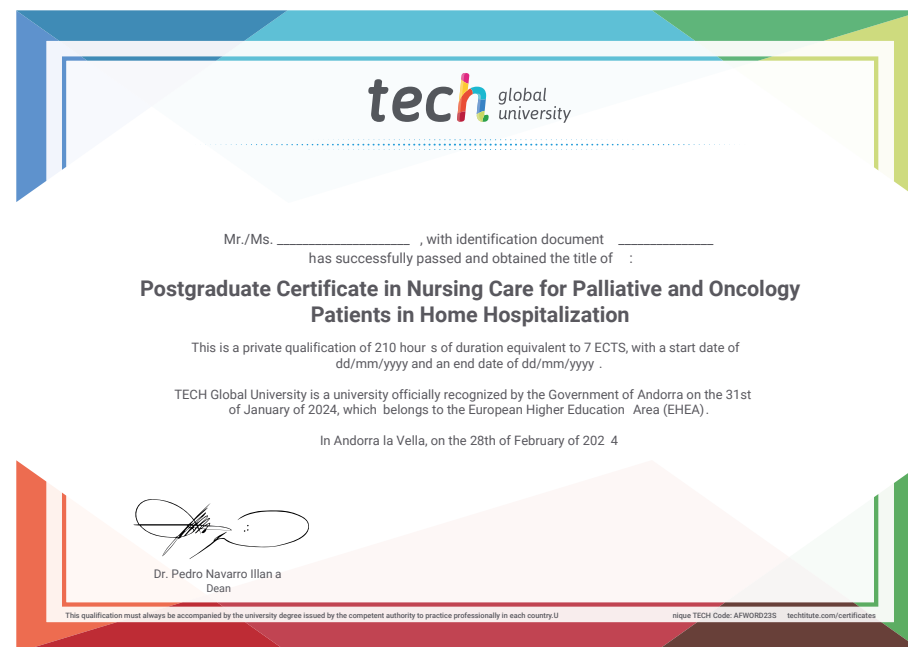 tech global
university
Mr./Ms. _____________________ , with identification document _______________
has successfully passed and obtained the title of :
Postgraduate Certificate in Nursing Care for Palliative and Oncology
Patients in Home Hospitalization
This is a private qualification of 210 hour s of duration equivalent to 7 ECTS, with a start date of
dd/mm/yyyy and an end date of dd/mm/yyyy .
TECH Global University is a university officially recognized by the Government of Andorra on the 31st
of January of 2024, which belongs to the European Higher Education Area (EHEA).
In Andorra la Vella, on the 28th of February of 202 4
Dr. Pedro Navarro Illan a
Dean
This qualification must always be accompanied by the university degree issued by the competent authority to practice professionally in each country.U nique TECH Code: AFWORD23S techtitute.com/certificates